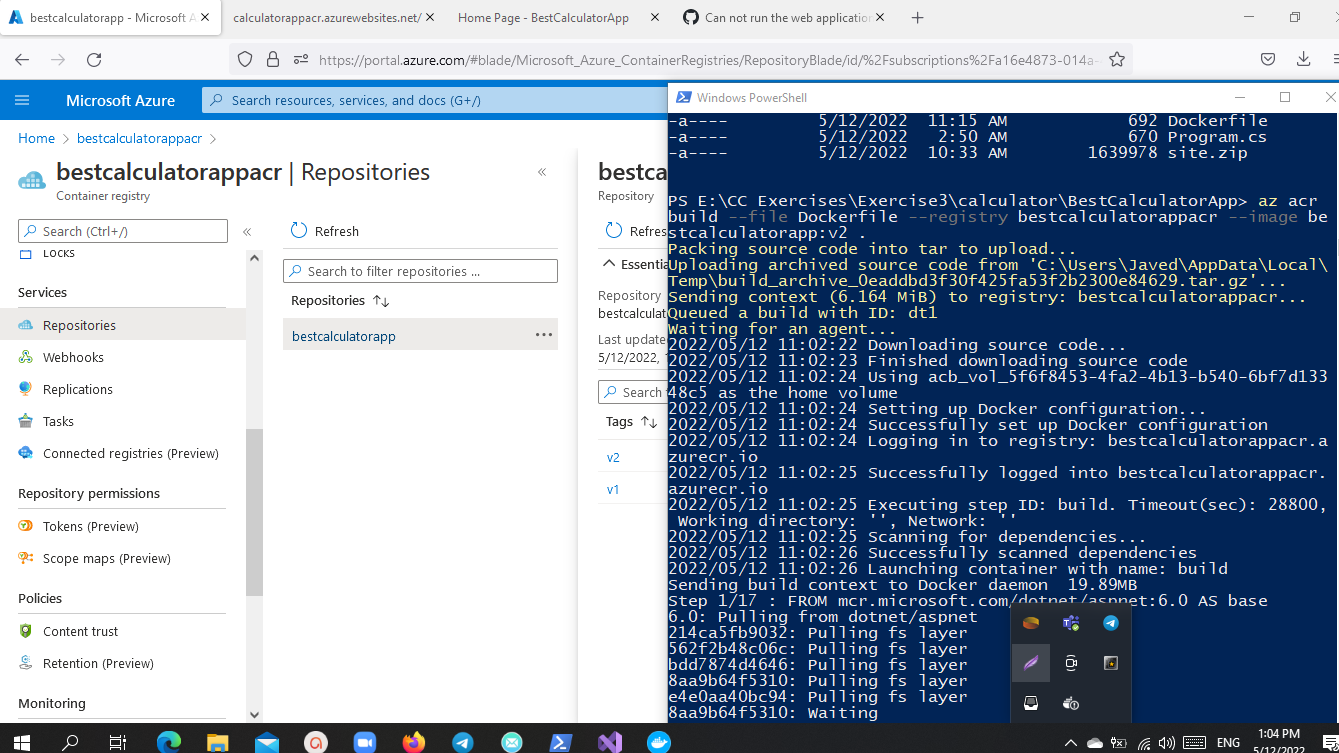 bestcalculatorapp - Microsoft A
calculatorappacr.azurewebsites.net/
Home Page - BestCalculatorApp
Can not run the web application
https://portal.azure.com/#blade/Microsoft_Azure_ContainerRegistries/RepositoryBlade/id/%2Fsubscriptions%2Fa16e4873-014a-
Microsoft Azure
Search resources, services, and docs (G+/)
Home > bestcalculatorappacr >
bestcalculatorappacr | Repositories
Container registry
Search (Ctrl+/)
Locks
Services
Repositories
Webhooks
Replications
Tasks
Connected registries (Preview)
Repository permissions
Tokens (Preview)
Scope maps (Preview)
Policies
Content trust
Retention (Preview)
Monitoring
Refresh
Search to filter repositories ...
Repositories
bestcalculatorapp
bestca
Repository
Refres
Essentia
Repository
bestcalculat
Last update
5/12/2022,
Search
Tags
v2
v1
Windows PowerShell
-a---- 5/12/2022 11:15 AM 692 Dockerfile
-a---- 5/12/2022 2:50 AM 670 Program.cs
-a---- 5/12/2022 10:33 AM 1639978 site.zip
PS E:\CC Exercises\Exercise3\calculator\BestCalculatorApp> az acr
build --file Dockerfile --registry bestcalculatorappacr --image be
stcalculatorapp:v2 .
Packing source code into tar to upload...
Uploading archived source code from 'C:\Users\Javed\AppData\Local\
Temp\build_archive_0eaddbd3f30f425fa53f2b2300e84629.tar.gz'...
Sending context (6.164 MiB) to registry: bestcalculatorappacr...
Queued a build with ID: dt1
Waiting for an agent...
2022/05/12 11:02:22 Downloading source code...
2022/05/12 11:02:23 Finished downloading source code
2022/05/12 11:02:24 Using acb_vol_5f6f8453-4fa2-4b13-b540-6bf7d133
48c5 as the home volume
2022/05/12 11:02:24 Setting up Docker configuration...
2022/05/12 11:02:24 Successfully set up Docker configuration
2022/05/12 11:02:24 Logging in to registry: bestcalculatorappacr.a
zurecr.io
2022/05/12 11:02:25 Successfully logged into bestcalculatorappacr.
azurecr.io
2022/05/12 11:02:25 Executing step ID: build. Timeout(sec): 28800,
Working directory: '', Network: ''
2022/05/12 11:02:25 Scanning for dependencies...
2022/05/12 11:02:26 Successfully scanned dependencies
2022/05/12 11:02:26 Launching container with name: build
Sending build context to Docker daemon 19.89MB
Step 1/17 : FROM mcr.microsoft.com/dotnet/aspnet:6.0 AS base
6.0: Pulling from dotnet/aspnet
214ca5fb9032: Pulling fs layer
562f2b48c06c: Pulling fs layer
bdd7874d4646: Pulling fs layer
8aa9b64f5310: Pulling fs layer
e4e0aa40bc94: Pulling fs layer
8aa9b64f5310: Waiting
ENG
1:04 PM
5/12/2022